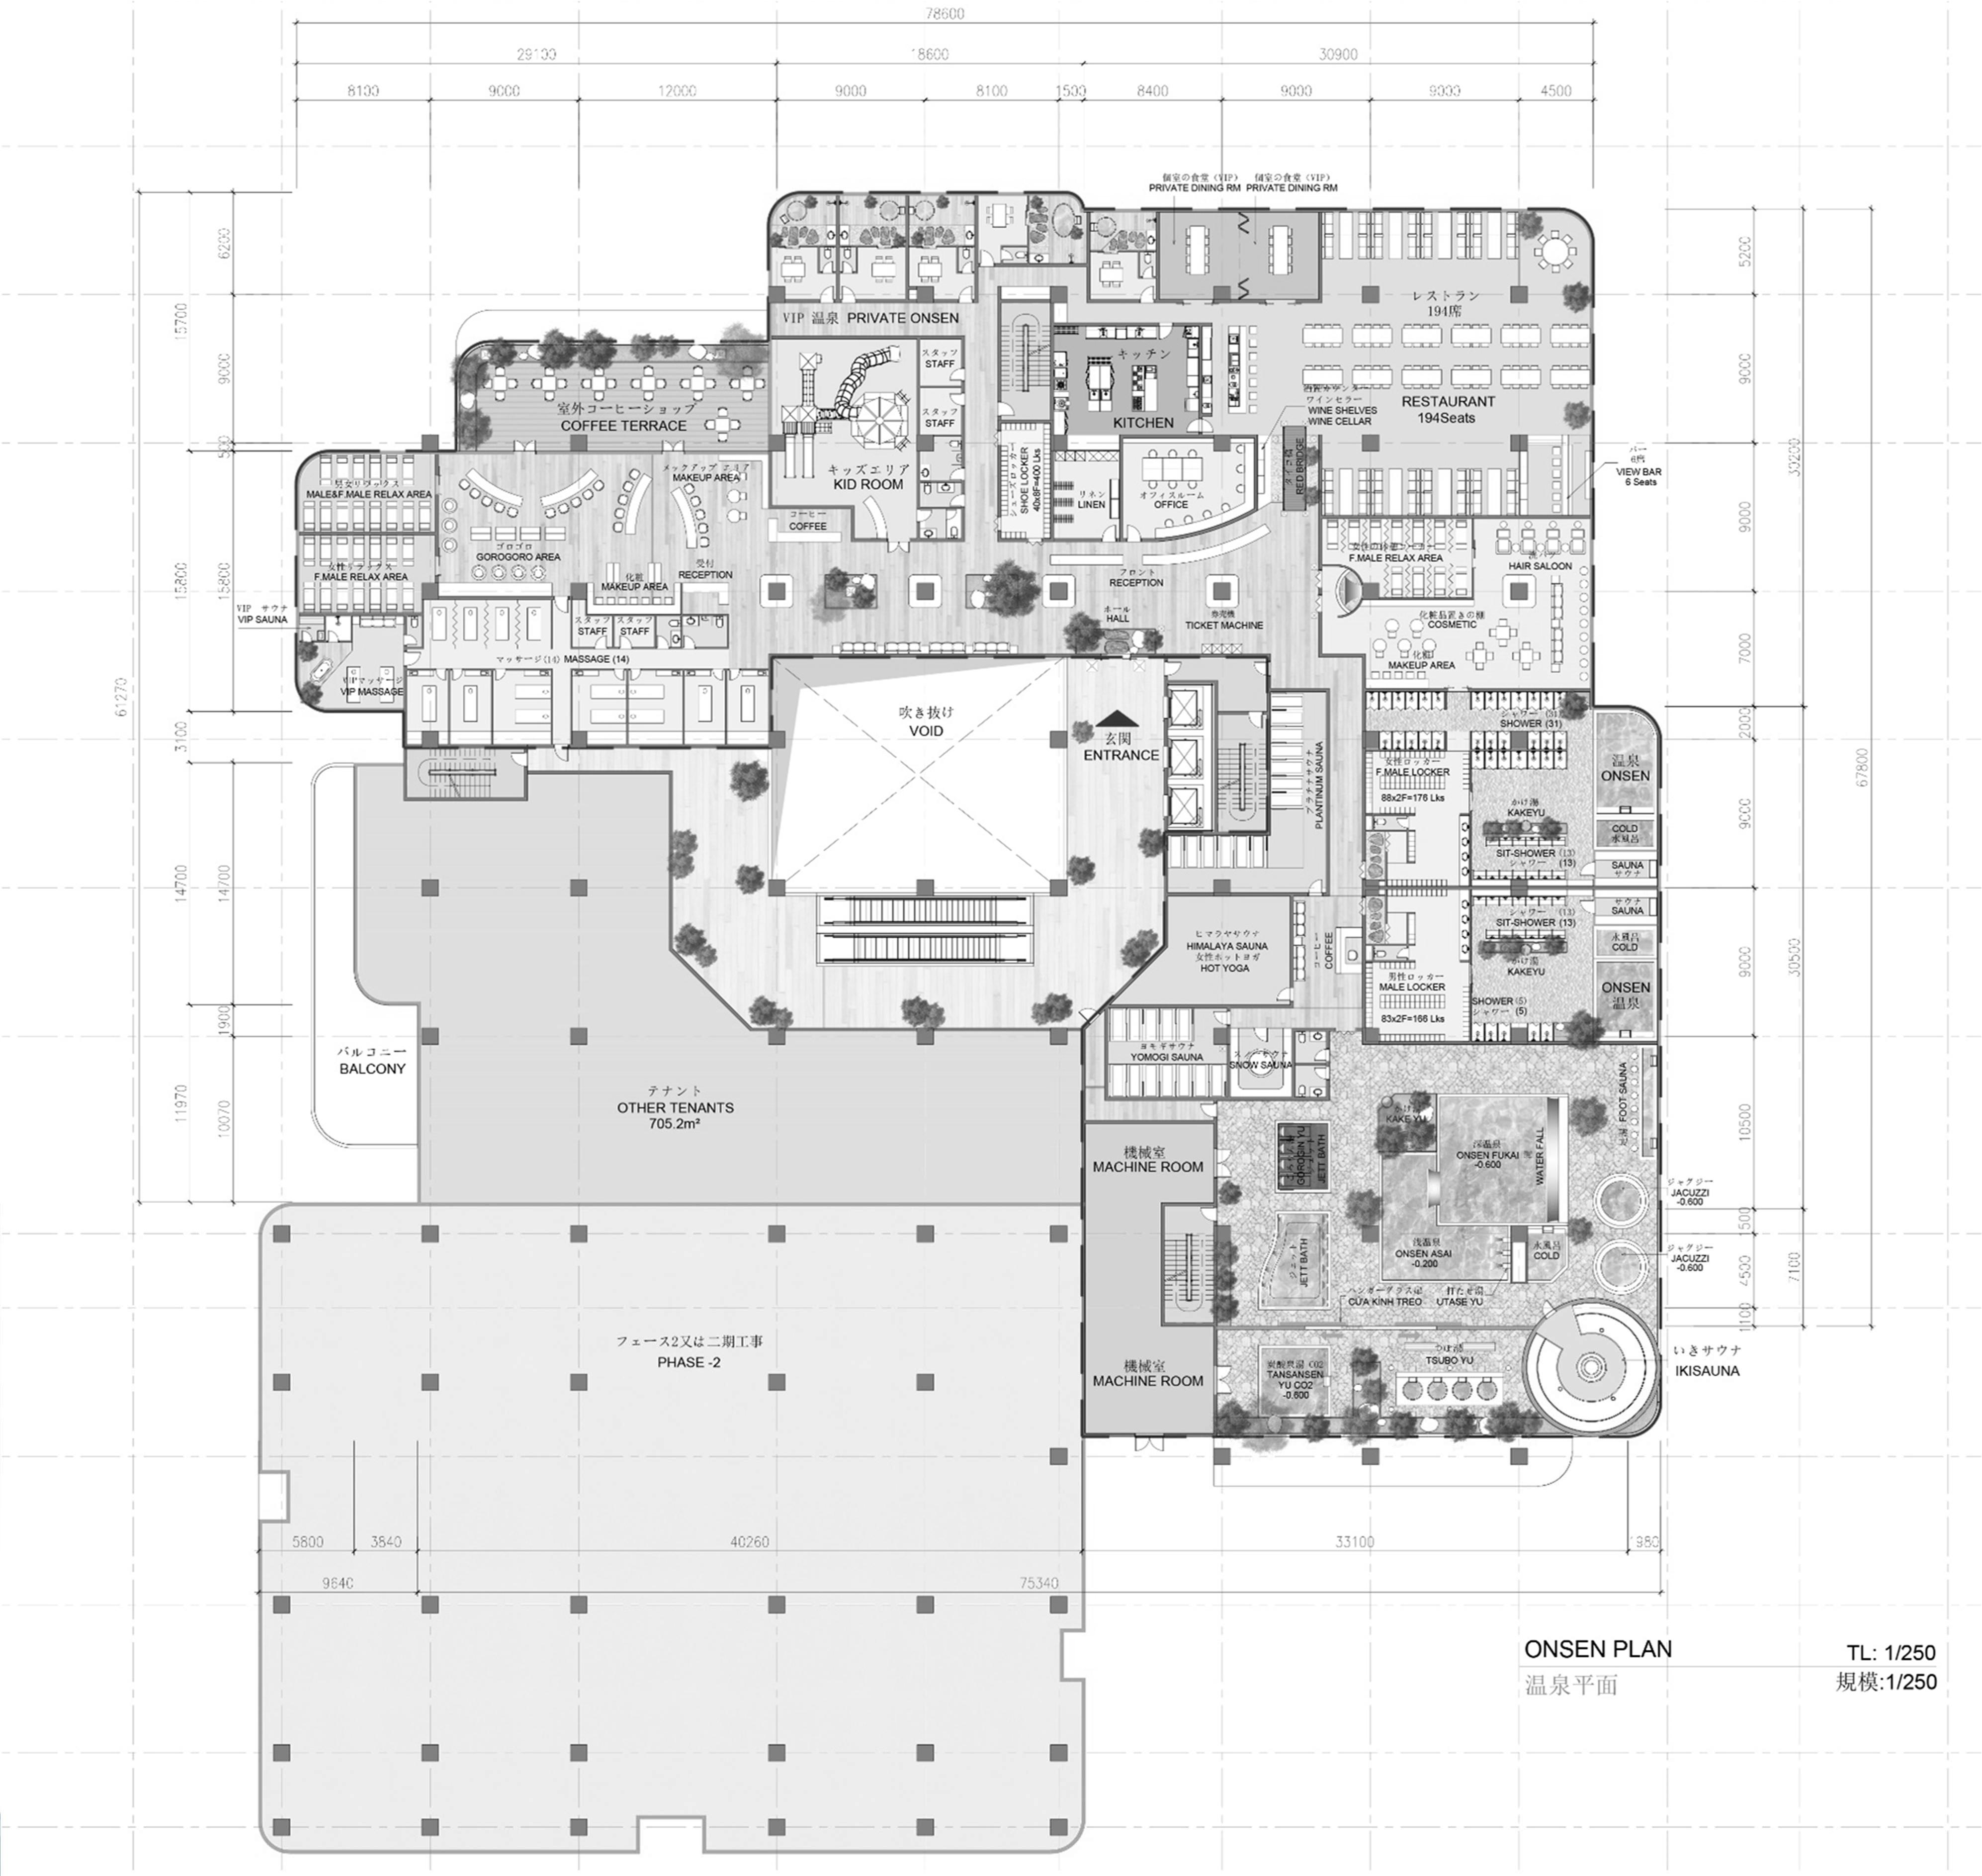 78600
29100
18600
30900
8100
9000
12000
9000
8100
1500
8400
9000
9000
4500
個室の食堂 (VIP)
PRIVATE DINING RM
個室の食堂 (VIP)
PRIVATE DINING RM
6200
15700
9000
500
15800
15800
61270
3100
14700
14700
1900
11970
10070
5200
9000
33200
9000
7000
2000
67800
9000
9000
30500
10500
1500
4500
7100
1100
VIP 温泉 PRIVATE ONSEN
レストラン
194席
RESTAURANT
194Seats
キッチン
KITCHEN
ワインセラー
WINE SHELVES
WINE CELLAR
RED BRIDGE
バー
6席
VIEW BAR
6 Seats
スタッフ
STAFF
スタッフ
STAFF
キッズエリア
KID ROOM
室外コーヒーショップ
COFFEE TERRACE
シューズロッカー
SHOE LOCKER
40x8F=400 Lks
リネン
LINEN
オフィスルーム
OFFICE
男女リラックス
MALE&F.MALE RELAX AREA
女性リラックス
F.MALE RELAX AREA
メックアップ エリア
MAKEUP AREA
コーヒー
COFFEE
ゴロゴロ
GOROGORO AREA
化粧
MAKEUP AREA
受付
RECEPTION
フロント
RECEPTION
F.MALE RELAX AREA
HAIR SALOON
VIP サウナ
VIP SAUNA
スタッフ
STAFF
スタッフ
STAFF
ホール
HALL
券売機
TICKET MACHINE
化粧品置きの棚
COSMETIC
化粧
MAKEUP AREA
マッサージ(14) MASSAGE (14)
VIPマッサージ
VIP MASSAGE
吹き抜け
VOID
玄関
ENTRANCE
プラチナサウナ
PLANTINUM SAUNA
シャワー (31)
SHOWER (31)
女性ロッカー
F.MALE LOCKER
88x2F=176 Lks
温泉
ONSEN
かけ湯
KAKEYU
COLD
水風呂
SIT-SHOWER (13)
シャワー (13)
SAUNA
サウナ
サウナ
SAUNA
シャワー (13)
SIT-SHOWER (13)
水風呂
COLD
かけ湯
KAKEYU
ヒマラヤサウナ
HIMALAYA SAUNA
女性ホットヨガ
HOT YOGA
コーヒー
COFFEE
男性ロッカー
MALE LOCKER
83x2F=166 Lks
SHOWER (5)
シャワー (5)
ONSEN
温泉
バルコニー
BALCONY
テナント
OTHER TENANTS
705.2m²
ヨモギサウナ
YOMOGI SAUNA
SNOW SAUNA
足湯 FOOT SAUNA
かけ湯
KAKE YU
深温泉
ONSEN FUKAI
-0.600
WATER FALL
機械室
MACHINE ROOM
GOROGIN YU
JETT BATH
ジャグジー
JACUZZI
-0.600
浅温泉
ONSEN ASAI
-0.200
水風呂
COLD
ジャグジー
JACUZZI
-0.600
ジェット
JETT BATH
ハンガーグラス扉
CỬA KÍNH TREO
打たせ湯
UTASE YU
フェース2又は二期工事
PHASE -2
機械室
MACHINE ROOM
炭酸泉湯 CO2
TANSANSEN
YU CO2
-0.600
つぼ湯
TSUBO YU
いきサウナ
IKISAUNA
5800
3840
40260
33100
1980
9640
75340
ONSEN PLAN
TL: 1/250
温泉平面
規模:1/250